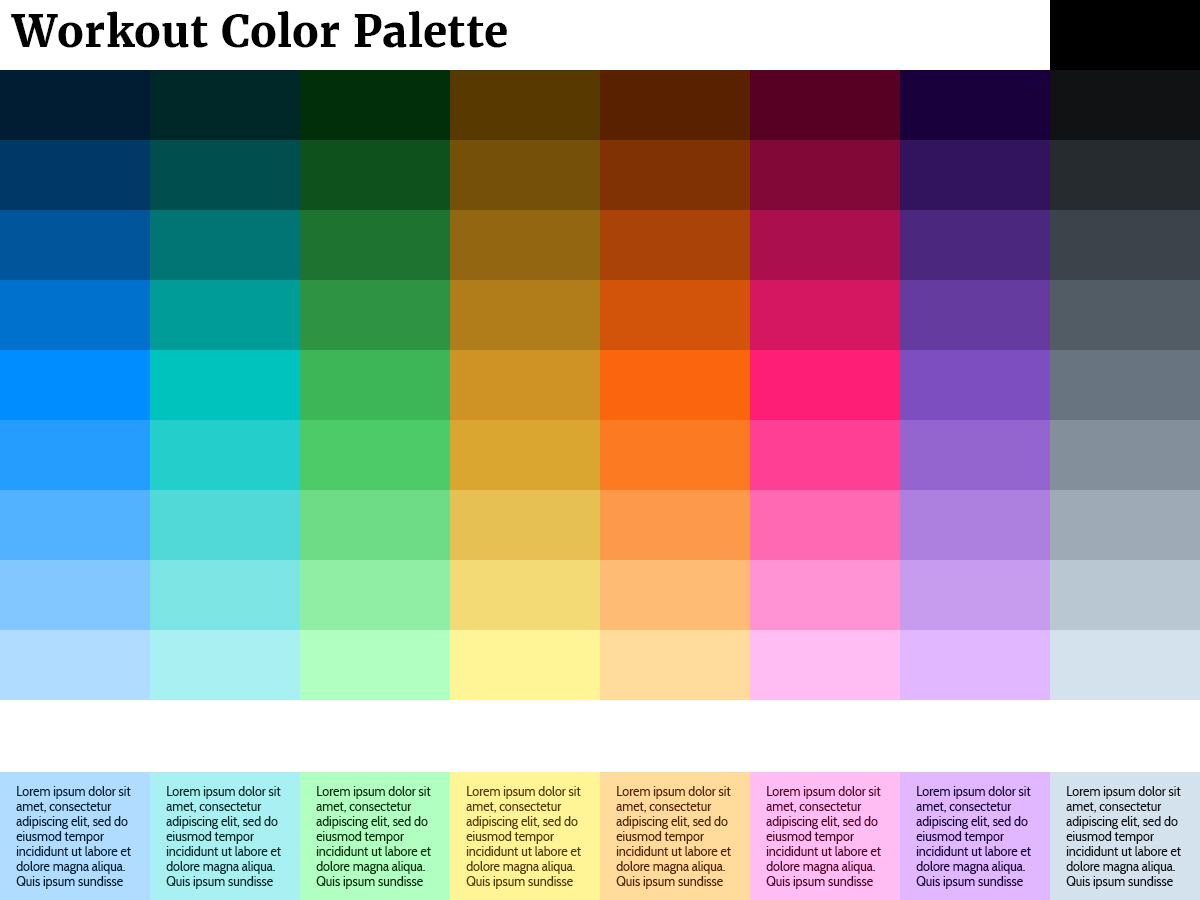 Workout Color Palette
Lorem ipsum dolor sit
amet, consectetur
adipiscing elit, sed do
eiusmod tempor
incididunt ut labore et
dolore magna aliqua.
Quis ipsum sundisse
Lorem ipsum dolor sit
amet, consectetur
adipiscing elit, sed do
eiusmod tempor
incididunt ut labore et
dolore magna aliqua.
Quis ipsum sundisse
Lorem ipsum dolor sit
amet, consectetur
adipiscing elit, sed do
eiusmod tempor
incididunt ut labore et
dolore magna aliqua.
Quis ipsum sundisse
Lorem ipsum dolor sit
amet, consectetur
adipiscing elit, sed do
eiusmod tempor
incididunt ut labore et
dolore magna aliqua.
Quis ipsum sundisse
Lorem ipsum dolor sit
amet, consectetur
adipiscing elit, sed do
eiusmod tempor
incididunt ut labore et
dolore magna aliqua.
Quis ipsum sundisse
Lorem ipsum dolor sit
amet, consectetur
adipiscing elit, sed do
eiusmod tempor
incididunt ut labore et
dolore magna aliqua.
Quis ipsum sundisse
Lorem ipsum dolor sit
amet, consectetur
adipiscing elit, sed do
eiusmod tempor
incididunt ut labore et
dolore magna aliqua.
Quis ipsum sundisse
Lorem ipsum dolor sit
amet, consectetur
adipiscing elit, sed do
eiusmod tempor
incididunt ut labore et
dolore magna aliqua.
Quis ipsum sundisse